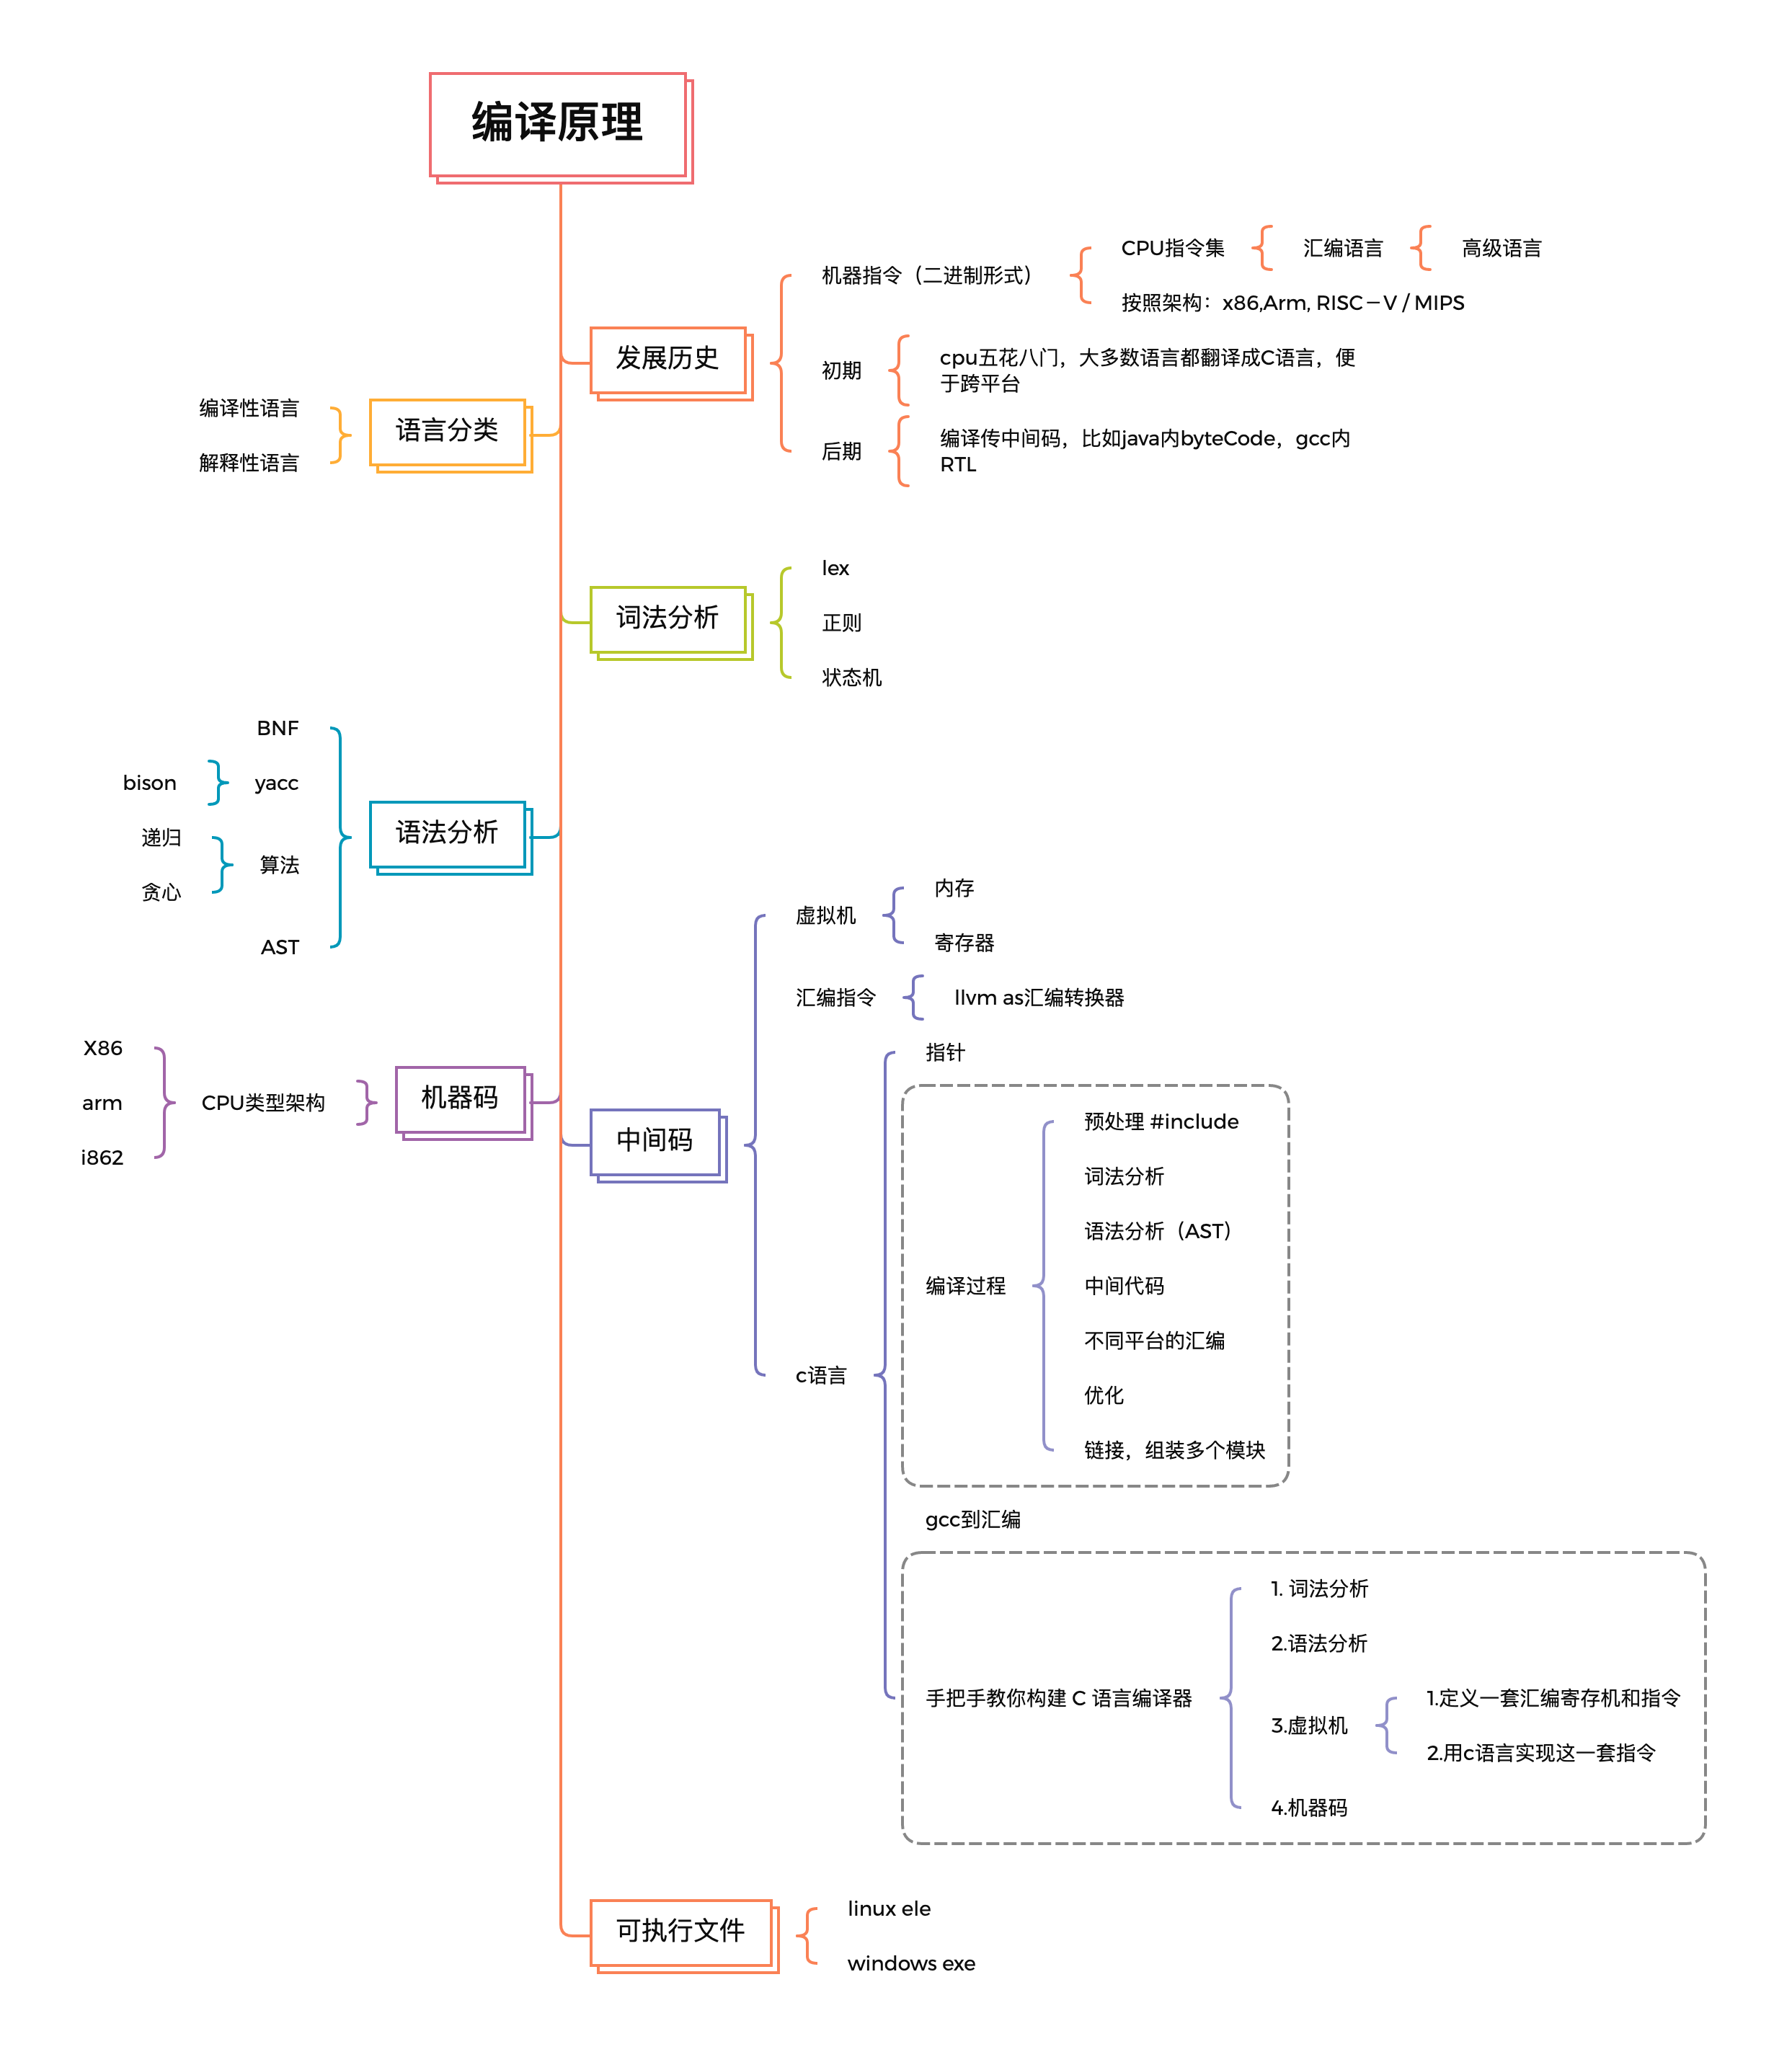 编译原理
发展历史
机器指令（二进制形式）
CPU指令集
汇编语言
高级语言
按照架构：x86,Arm, RISC－V / MIPS
初期
cpu五花八门，大多数语言都翻译成C语言，便
于跨平台
后期
编译传中间码，比如java内byteCode，gcc内
RTL
语言分类
编译性语言
解释性语言
词法分析
lex
正则
状态机
语法分析
BNF
yacc
bison
算法
递归
贪心
AST
中间码
虚拟机
内存
寄存器
汇编指令
llvm as汇编转换器
c语言
指针
编译过程
预处理 #include
词法分析
语法分析（AST）
中间代码
不同平台的汇编
优化
链接，组装多个模块
gcc到汇编
手把手教你构建 C 语言编译器
1. 词法分析
2.语法分析
3.虚拟机
1.定义一套汇编寄存机和指令
2.用c语言实现这一套指令
4.机器码
机器码
CPU类型架构
X86
arm
i862
可执行文件
linux ele
windows exe